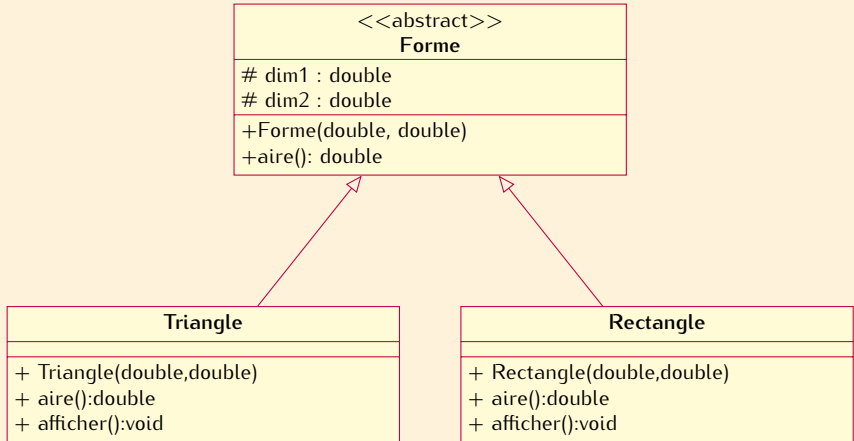 <<abstract>>
Forme
# dim1 : double
# dim2 : double
+Forme(double, double)
+aire(): double
Triangle
+ Triangle(double,double)
+ aire():double
+ afficher():void
Rectangle
+ Rectangle(double,double)
+ aire():double
+ afficher():void